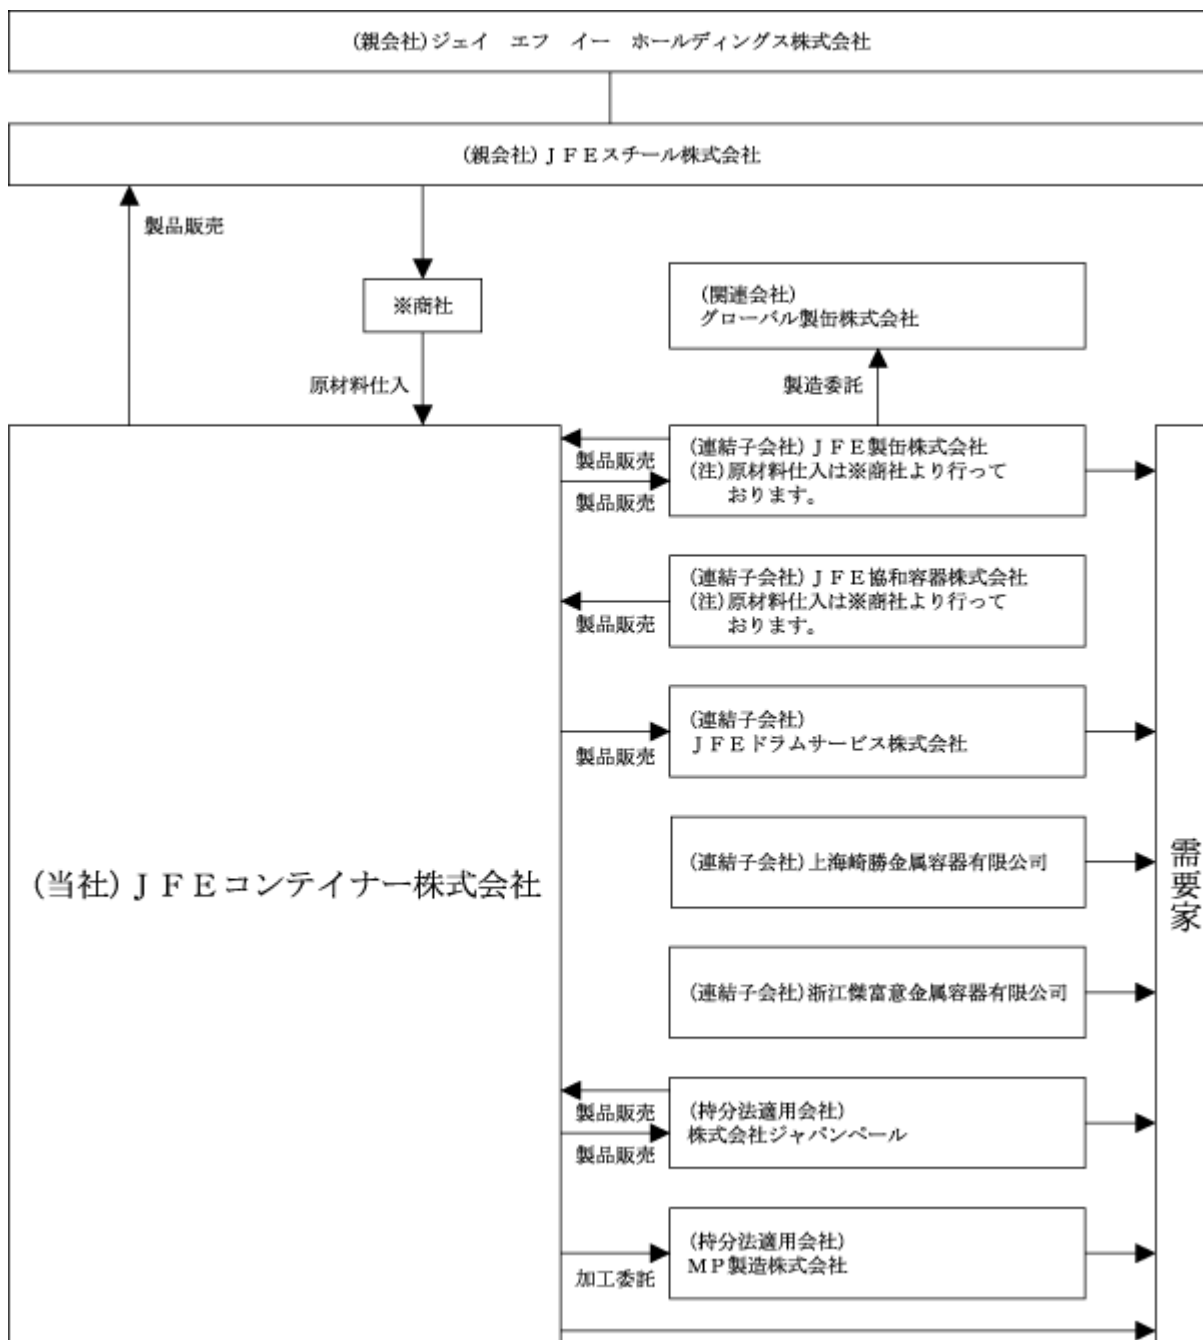 (親会社)ジェイ　エフ　イー　ホールディングス株式会社
(親会社)ＪＦＥスチール株式会社
製品販売
※商社
原材料仕入
(関連会社)
グローバル製缶株式会社
製造委託
(当社)ＪＦＥコンテイナー株式会社
製品販売
製品販売
(連結子会社)ＪＦＥ製缶株式会社
(注)原材料仕入は※商社より行って
おります。
製品販売
(連結子会社)ＪＦＥ協和容器株式会社
(注)原材料仕入は※商社より行って
おります。
製品販売
(連結子会社)
ＪＦＥドラムサービス株式会社
(連結子会社)上海崎勝金属容器有限公司
(連結子会社)浙江傑富意金属容器有限公司
製品販売
製品販売
(持分法適用会社)
株式会社ジャパンペール
加工委託
(持分法適用会社)
ＭＰ製造株式会社
需要家